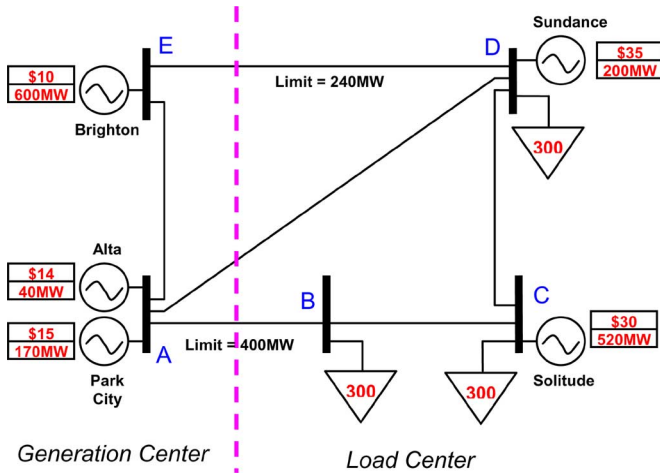 Sundance
E
D
$35
200MW
$10
600MW
Limit = 240MW
Brighton
300
Alta
$14
40MW
B
C
$30
520MW
$15
170MW
A
Limit = 400MW
Park
City
300
300
Solitude
Generation Center
Load Center